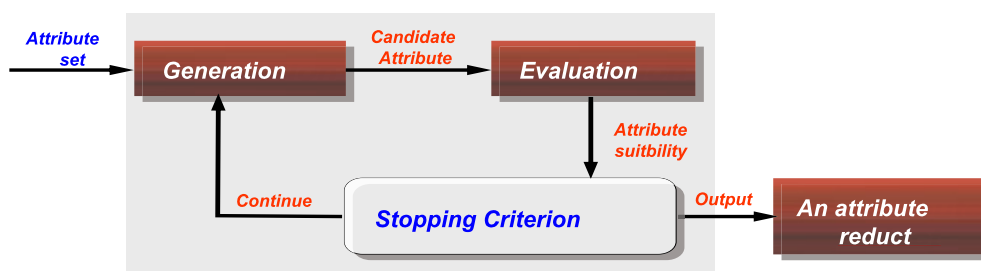 Attribute
set
Generation
Candidate
Attribute
Evaluation
Attribute
suitbility
Continue
Stopping Criterion
Output
An attribute
reduct